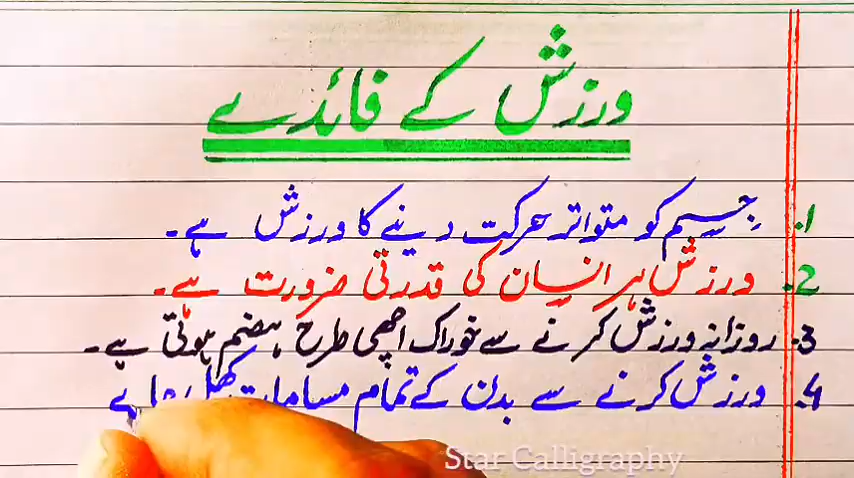 ورزش کے فائدے
1. جسم کو متواتر حرکت دینے کا ورزش ہے۔
2. ورزش ہر انسان کی قدرتی ضرورت ہے۔
3. روزانہ ورزش کرنے سے خوراک اچھی طرح ہضم ہوتی ہے۔
4. ورزش کرنے سے بدن کے تمام مسامات کھل
Star Calligraphy